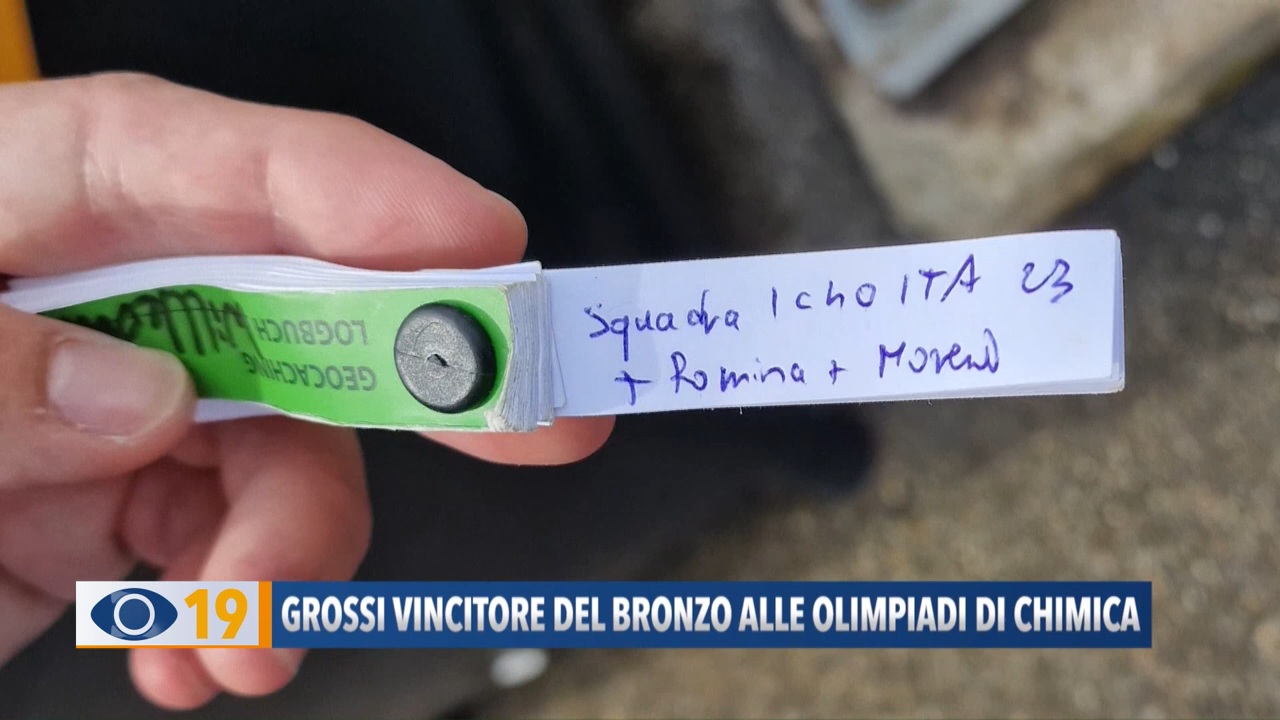 Squadra IchO ITA 23
+ Romina + Moreno
GEOCACHING
LOGBUCH
19 GROSSI VINCITORE DEL BRONZO ALLE OLIMPIADI DI CHIMICA